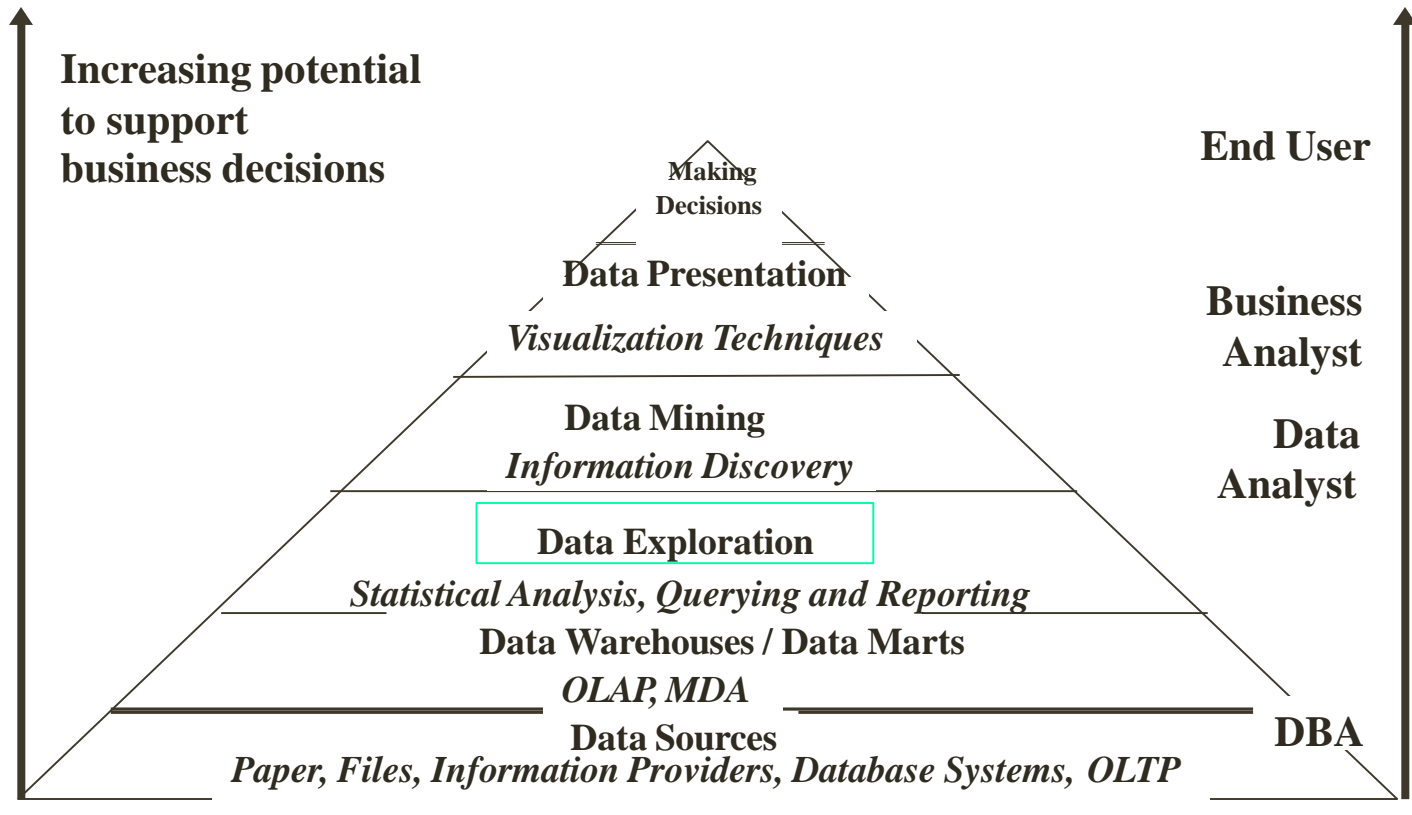 Increasing potential
to support
business decisions
End User
Making
Decisions
Data Presentation
Business
Visualization Techniques
Analyst
Data Mining
Data
Information Discovery
Analyst
Data Exploration
Statistical Analysis, Querying and Reporting
Data Warehouses / Data Marts
OLAP, MDA
Data Sources
DBA
Paper, Files, Information Providers, Database Systems, OLTP